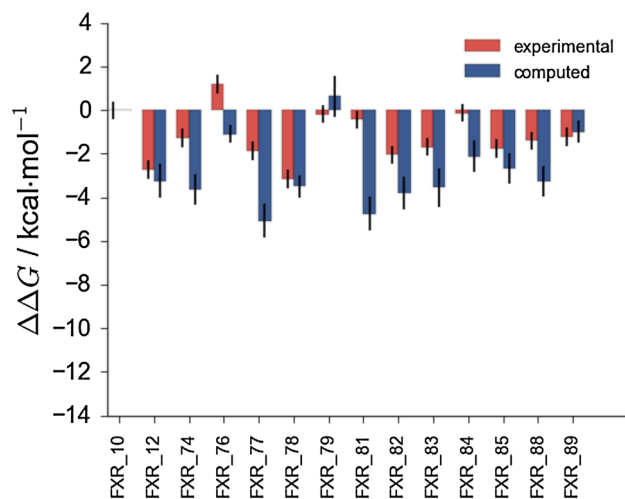 4
2
0
−2
−4
−6
−8
−10
−12
−14
ΔΔG / kcal·mol⁻¹
experimental
computed
FXR_10
FXR_12
FXR_74
FXR_76
FXR_77
FXR_78
FXR_79
FXR_81
FXR_82
FXR_83
FXR_84
FXR_85
FXR_88
FXR_89